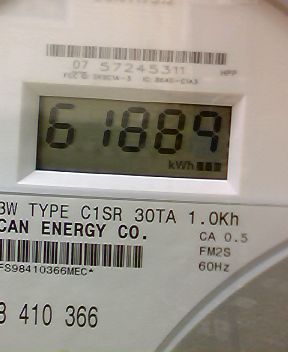 07 57245311
HPP
61889
kWh
3W TYPE C1SR 30TA 1.0Kh
CAN ENERGY CO.
CA 0.5
FM2S
60Hz
FS98410366MEC*
410 366